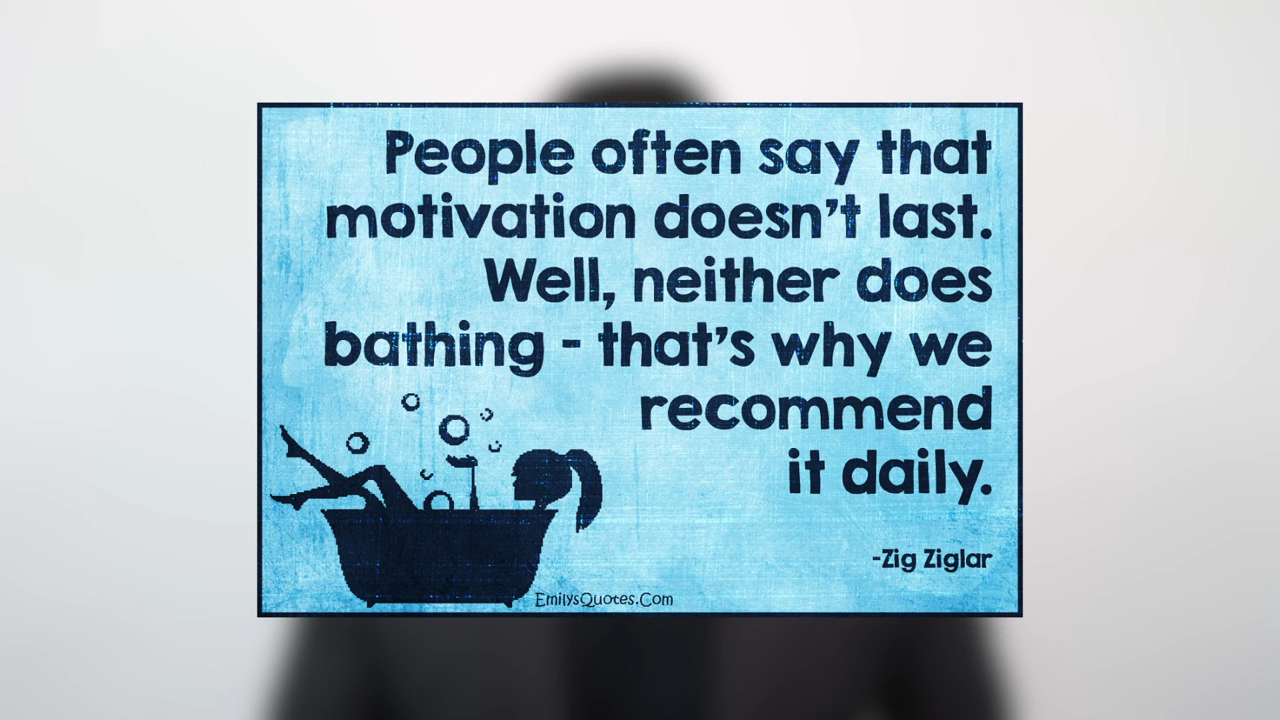 People often say that
motivation doesn't last.
Well, neither does
bathing - that's why we
recommend
it daily.
-Zig Ziglar
EmilysQuotes.Com